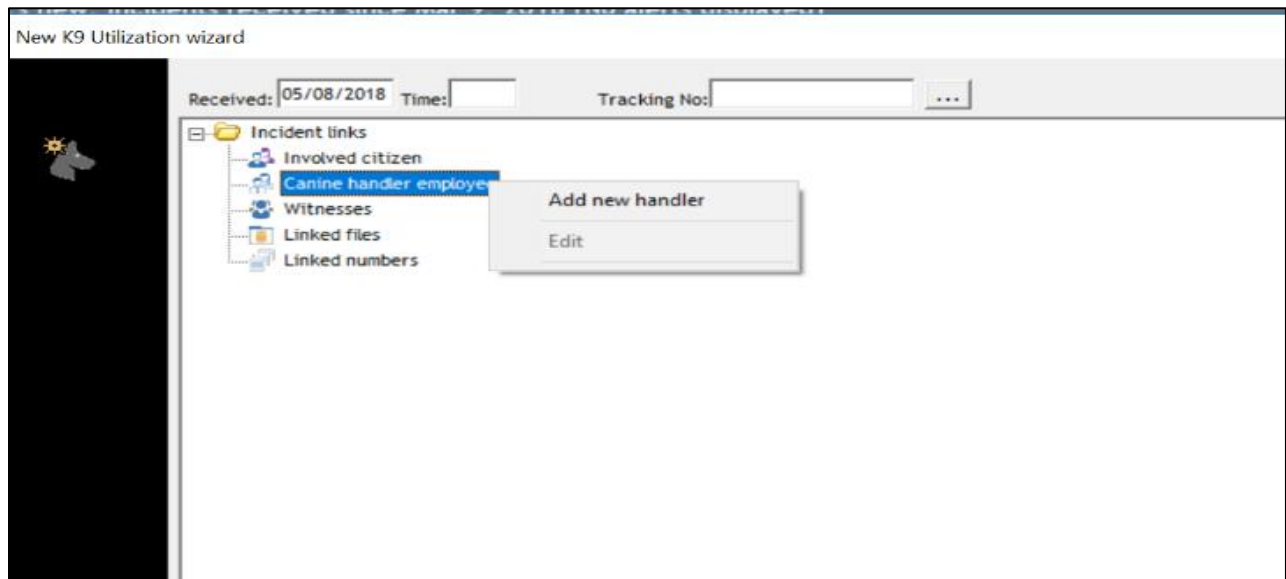 New K9 Utilization wizard
Received: 05/08/2018 Time: Tracking No: ...
Incident links
Involved citizen
Canine handler employe
Add new handler
Witnesses
Linked files
Edit
Linked numbers